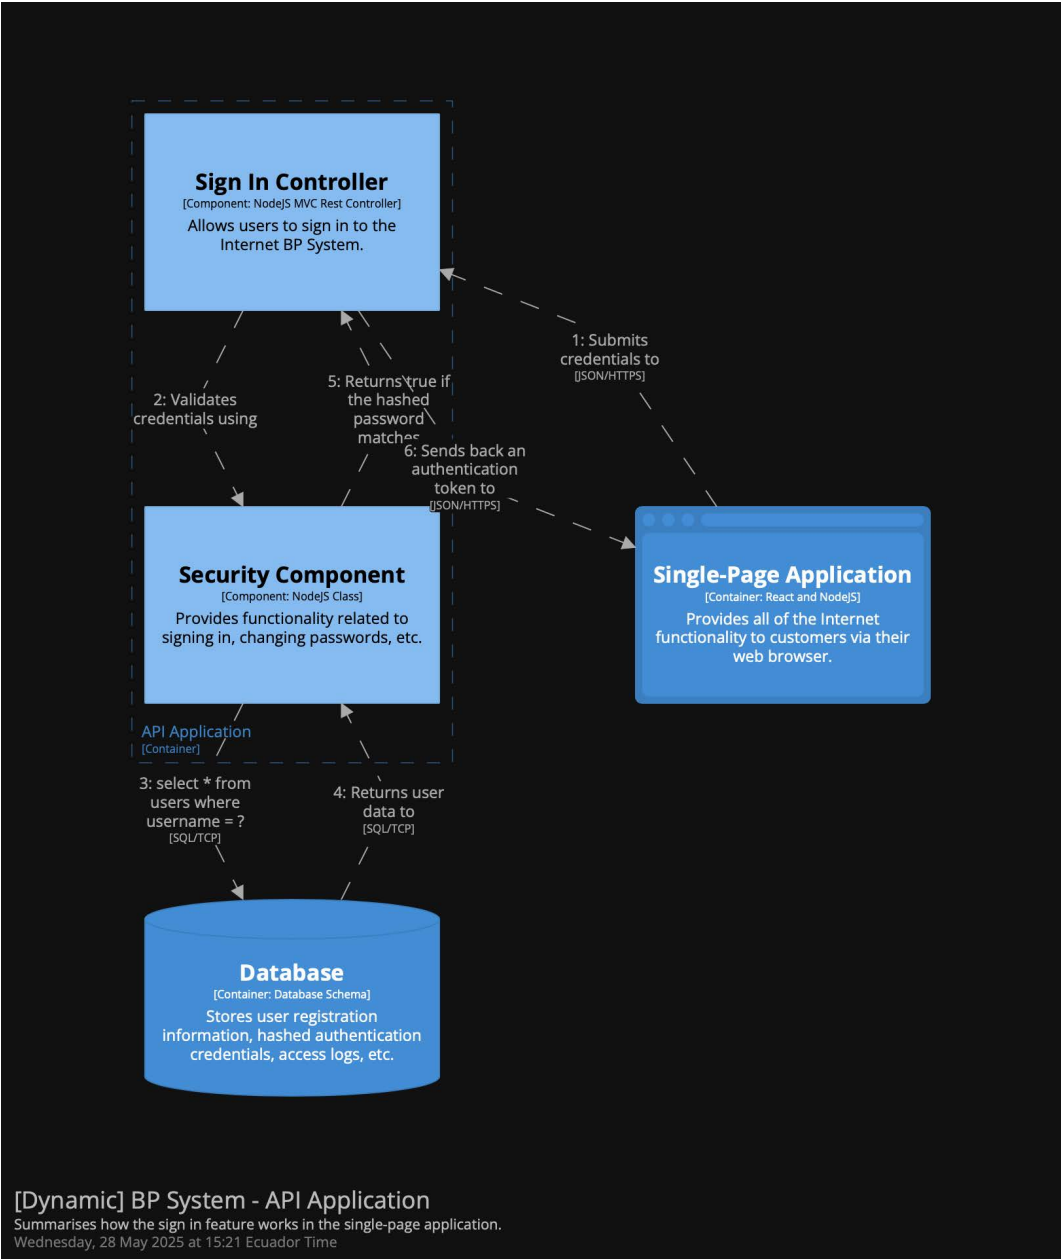 Sign In Controller
[Component: NodeJS MVC Rest Controller]
Allows users to sign in to the
Internet BP System.
1: Submits
credentials to
[JSON/HTTPS]
2: Validates
credentials using
5: Returns true if
the hashed
password
matches
6: Sends back an
authentication
token to
[JSON/HTTPS]
Security Component
[Component: NodeJS Class]
Provides functionality related to
signing in, changing passwords, etc.
Single-Page Application
[Container: React and NodeJS]
Provides all of the Internet
functionality to customers via their
web browser.
API Application
[Container]
3: select * from
users where
username = ?
[SQL/TCP]
4: Returns user
data to
[SQL/TCP]
Database
[Container: Database Schema]
Stores user registration
information, hashed authentication
credentials, access logs, etc.
[Dynamic] BP System - API Application
Summarises how the sign in feature works in the single-page application.
Wednesday, 28 May 2025 at 15:21 Ecuador Time